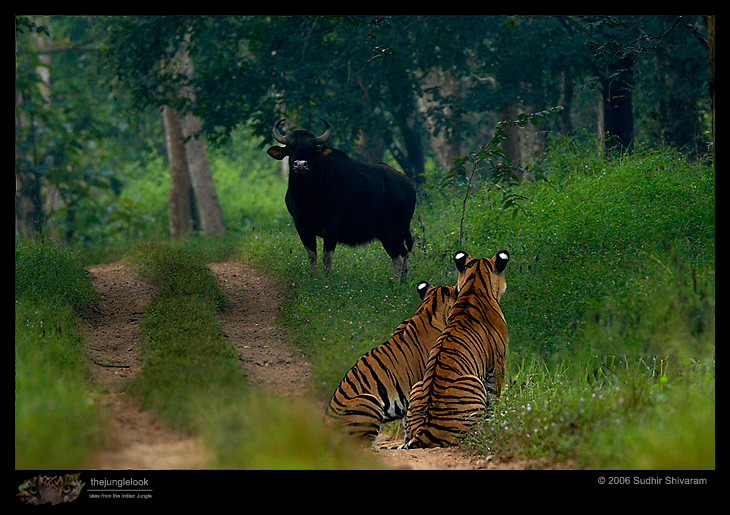 thejunglelook
tales from the Indian Jungle
© 2006 Sudhir Shivaram